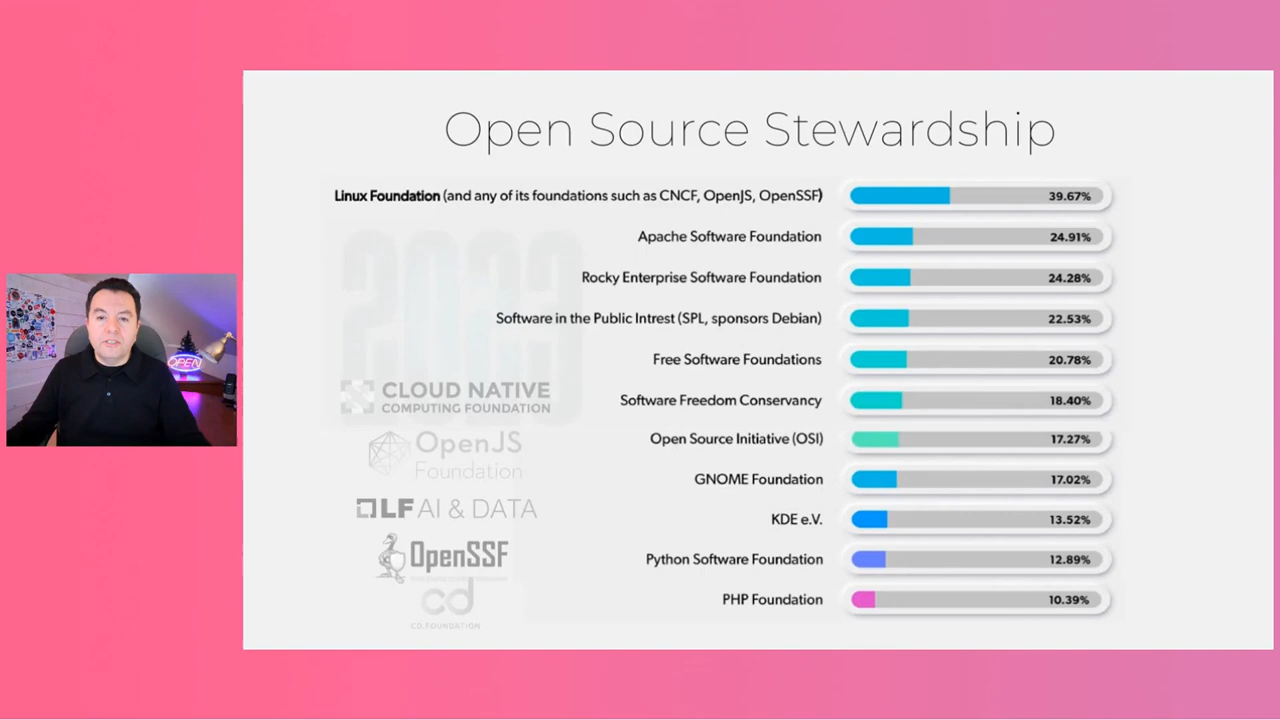 Open Source Stewardship
Linux Foundation (and any of its foundations such as CNCF, OpenJS, OpenSSF) 39.67%
Apache Software Foundation 24.91%
Rocky Enterprise Software Foundation 24.28%
Software in the Public Intrest (SPL, sponsors Debian) 22.53%
Free Software Foundations 20.78%
Software Freedom Conservancy 18.40%
Open Source Initiative (OSI) 17.27%
GNOME Foundation 17.02%
KDE e.V. 13.52%
Python Software Foundation 12.89%
PHP Foundation 10.39%
2023
CLOUD NATIVE
COMPUTING FOUNDATION
OpenJS
Foundation
LF AI & DATA
OpenSSF
cd
CD.FOUNDATION
OPEN